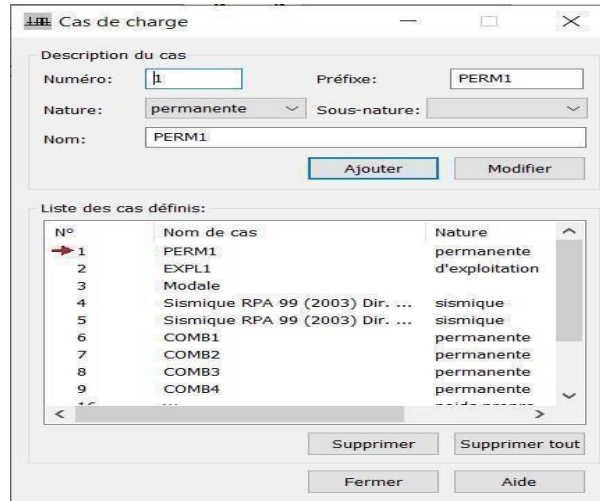 Cas de charge
Description du cas
Numéro: 1 Préfixe: PERM1
Nature: permanente Sous-nature:
Nom: PERM1
Ajouter Modifier
Liste des cas définis:
N° Nom de cas Nature
1 PERM1 permanente
2 EXPL1 d'exploitation
3 Modale
4 Sismique RPA 99 (2003) Dir. ... sismique
5 Sismique RPA 99 (2003) Dir. ... sismique
6 COMB1 permanente
7 COMB2 permanente
8 COMB3 permanente
9 COMB4 permanente
Supprimer Supprimer tout
Fermer Aide